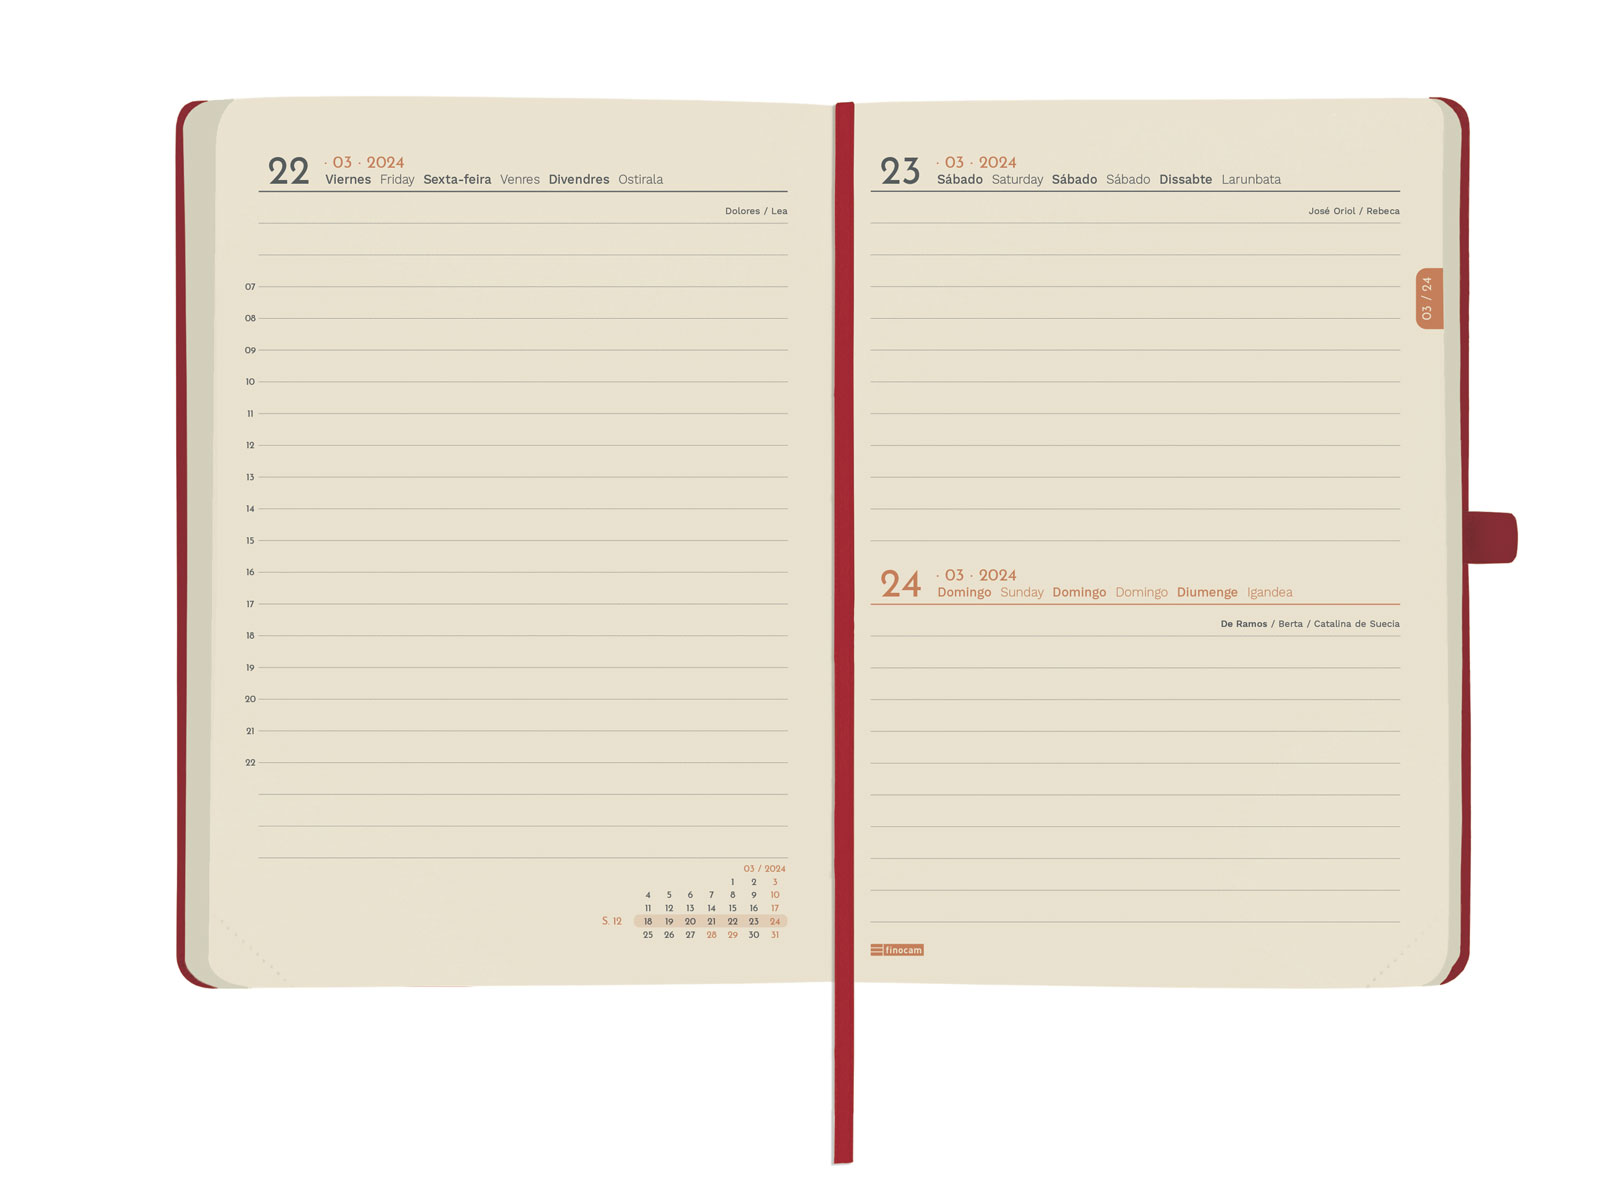 22 · 03 · 2024
Viernes Friday Sexta-feira Venres Divendres Ostirala
Dolores / Lea
07
08
09
10
11
12
13
14
15
16
17
18
19
20
21
22
03 / 2024
1 2 3
4 5 6 7 8 9 10
11 12 13 14 15 16 17
S. 12 18 19 20 21 22 23 24
25 26 27 28 29 30 31
23 · 03 · 2024
Sábado Saturday Sábado Sábado Dissabte Larunbata
José Oriol / Rebeca
03 / 24
24 · 03 · 2024
Domingo Sunday Domingo Domingo Diumenge Igandea
De Ramos / Berta / Catalina de Suecia
finocam